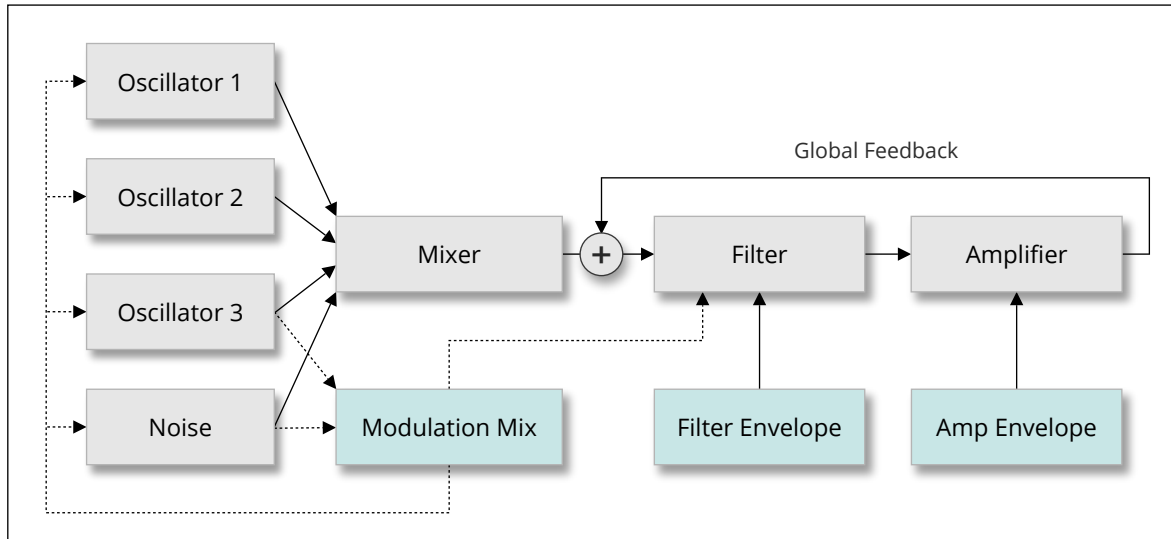 Oscillator 1
Oscillator 2
Global Feedback
Mixer
+
Filter
Amplifier
Oscillator 3
Noise
Modulation Mix
Filter Envelope
Amp Envelope